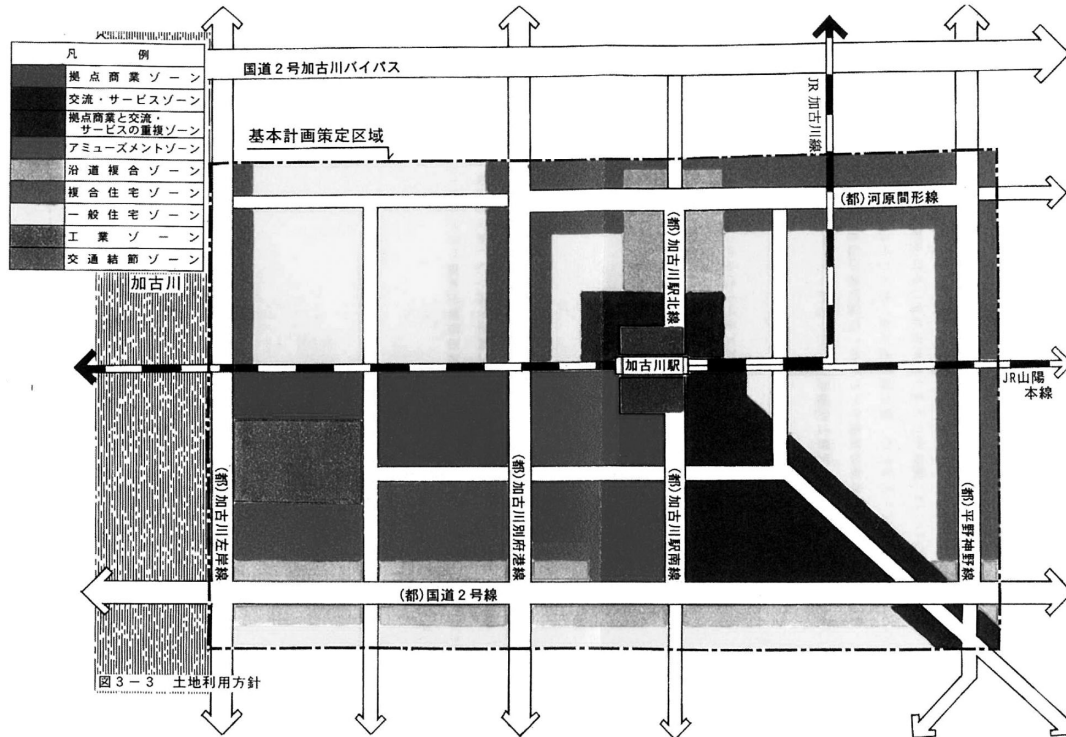 凡 例
拠点商業ゾーン
交流・サービスゾーン
拠点商業と交流・
サービスの重複ゾーン
アミューズメントゾーン
沿道複合ゾーン
複合住宅ゾーン
一般住宅ゾーン
工業ゾーン
交通結節ゾーン
国道2号加古川バイパス
基本計画策定区域
JR加古川線
(都)河原間形線
(都)加古川駅北線
加古川
加古川駅
JR山陽
本線
(都)加古川左岸線
(都)加古川別府港線
(都)加古川駅南線
(都)平野神野線
(都)国道2号線
図3-3 土地利用方針